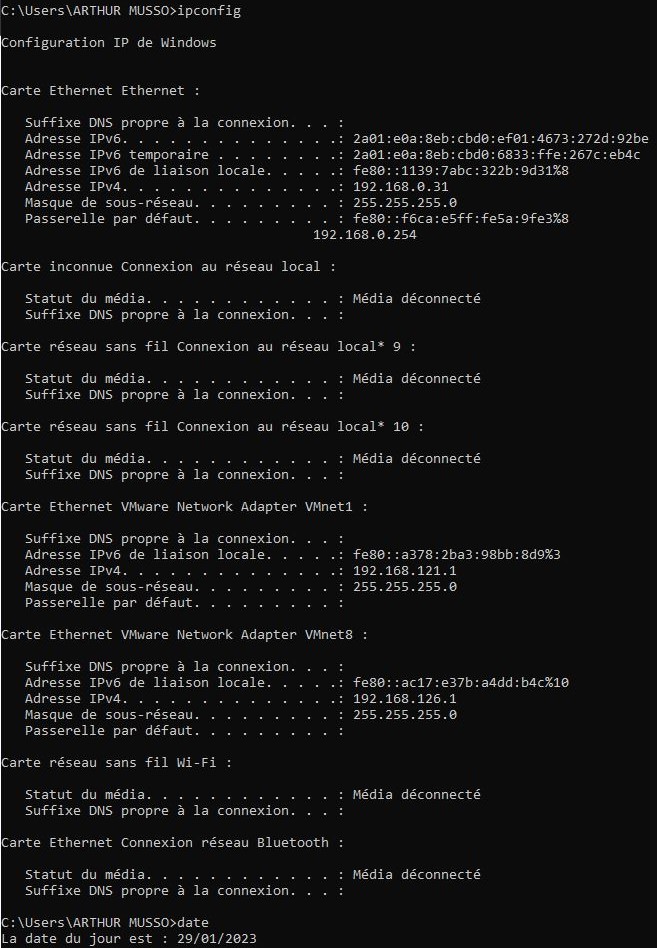 C:\Users\ARTHUR MUSSO>ipconfig
Configuration IP de Windows
Carte Ethernet Ethernet :
Suffixe DNS propre à la connexion. . . :
Adresse IPv6. . . . . . . . . . . . . .: 2a01:e0a:8eb:cbd0:ef01:4673:272d:92be
Adresse IPv6 temporaire . . . . . . . .: 2a01:e0a:8eb:cbd0:6833:ffe:267c:eb4c
Adresse IPv6 de liaison locale. . . . .: fe80::1139:7abc:322b:9d31%8
Adresse IPv4. . . . . . . . . . . . . .: 192.168.0.31
Masque de sous-réseau. . . . . . . . . : 255.255.255.0
Passerelle par défaut. . . . . . . . . : fe80::f6ca:e5ff:fe5a:9fe3%8
192.168.0.254
Carte inconnue Connexion au réseau local :
Statut du média. . . . . . . . . . . . : Média déconnecté
Suffixe DNS propre à la connexion. . . :
Carte réseau sans fil Connexion au réseau local* 9 :
Statut du média. . . . . . . . . . . . : Média déconnecté
Suffixe DNS propre à la connexion. . . :
Carte réseau sans fil Connexion au réseau local* 10 :
Statut du média. . . . . . . . . . . . : Média déconnecté
Suffixe DNS propre à la connexion. . . :
Carte Ethernet VMware Network Adapter VMnet1 :
Suffixe DNS propre à la connexion. . . :
Adresse IPv6 de liaison locale. . . . .: fe80::a378:2ba3:98bb:8d9%3
Adresse IPv4. . . . . . . . . . . . . .: 192.168.121.1
Masque de sous-réseau. . . . . . . . . : 255.255.255.0
Passerelle par défaut. . . . . . . . . :
Carte Ethernet VMware Network Adapter VMnet8 :
Suffixe DNS propre à la connexion. . . :
Adresse IPv6 de liaison locale. . . . .: fe80::ac17:e37b:a4dd:b4c%10
Adresse IPv4. . . . . . . . . . . . . .: 192.168.126.1
Masque de sous-réseau. . . . . . . . . : 255.255.255.0
Passerelle par défaut. . . . . . . . . :
Carte réseau sans fil Wi-Fi :
Statut du média. . . . . . . . . . . . : Média déconnecté
Suffixe DNS propre à la connexion. . . :
Carte Ethernet Connexion réseau Bluetooth :
Statut du média. . . . . . . . . . . . : Média déconnecté
Suffixe DNS propre à la connexion. . . :
C:\Users\ARTHUR MUSSO>date
La date du jour est : 29/01/2023